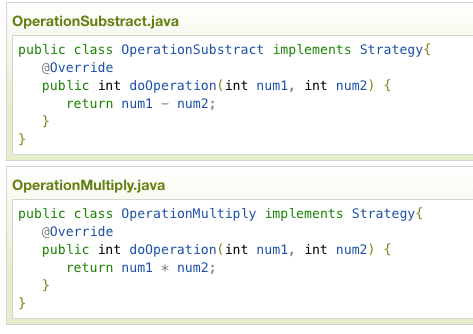 OperationSubstract.java
public class OperationSubstract implements Strategy{
   @Override
   public int doOperation(int num1, int num2) {
      return num1 - num2;
   }
}
OperationMultiply.java
public class OperationMultiply implements Strategy{
   @Override
   public int doOperation(int num1, int num2) {
      return num1 * num2;
   }
}